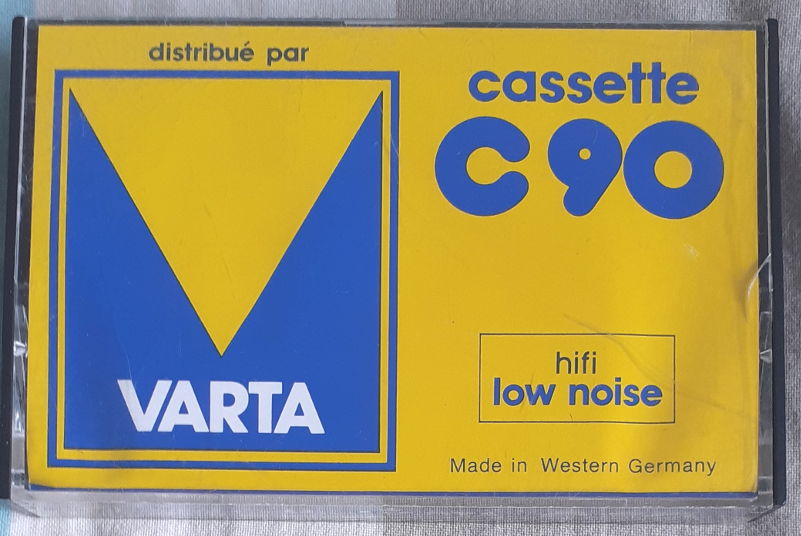 distribué par
VARTA
cassette
C90
hifi
low noise
Made in Western Germany